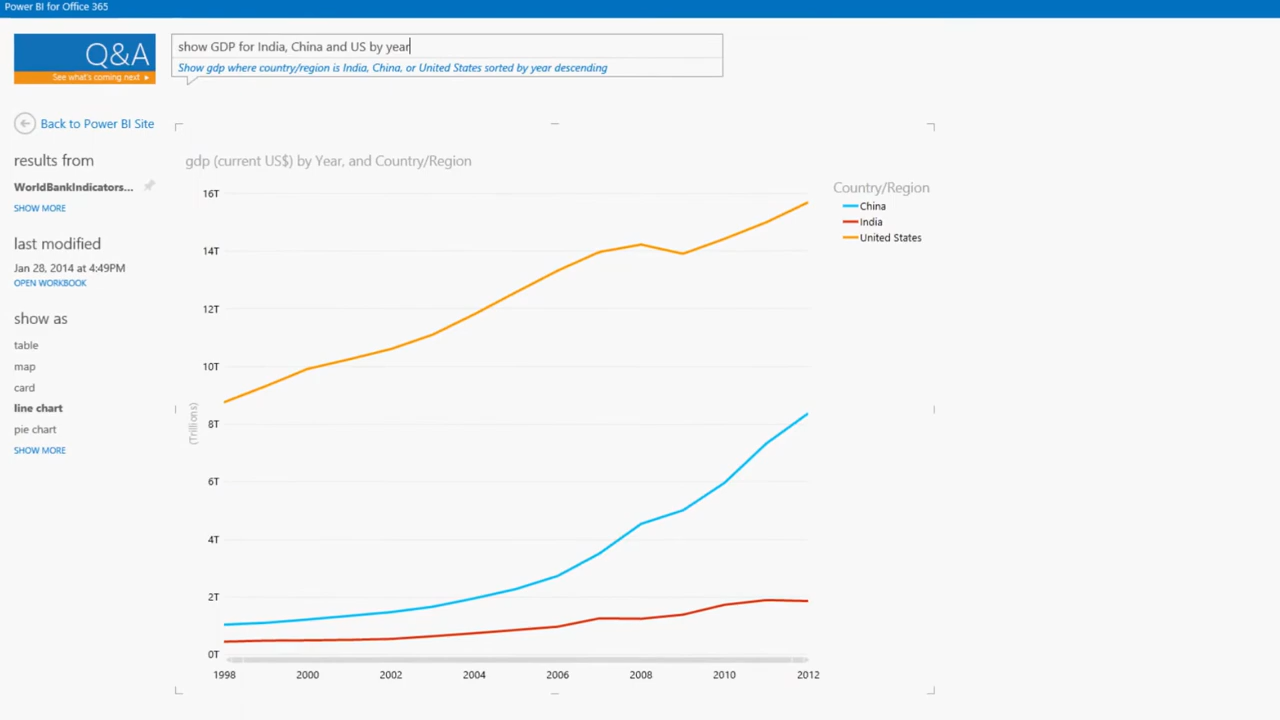 Power BI for Office 365
Q&A
See what's coming next ▸
show GDP for India, China and US by year
Show gdp where country/region is India, China, or United States sorted by year descending
Back to Power BI Site
results from
WorldBankIndicators...
SHOW MORE
last modified
Jan 28, 2014 at 4:49PM
OPEN WORKBOOK
show as
table
map
card
line chart
pie chart
SHOW MORE
gdp (current US$) by Year, and Country/Region
16T
14T
12T
10T
8T
6T
4T
2T
0T
(Trillions)
1998 2000 2002 2004 2006 2008 2010 2012
Country/Region
China
India
United States